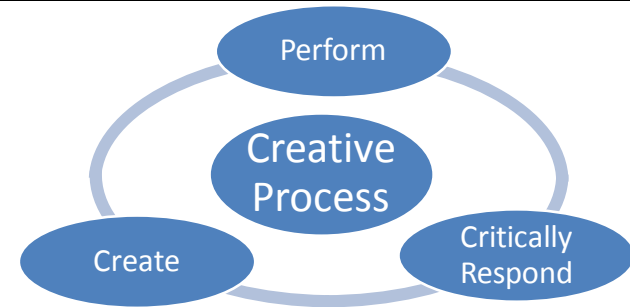 Perform
Creative
Process
Create
Critically
Respond